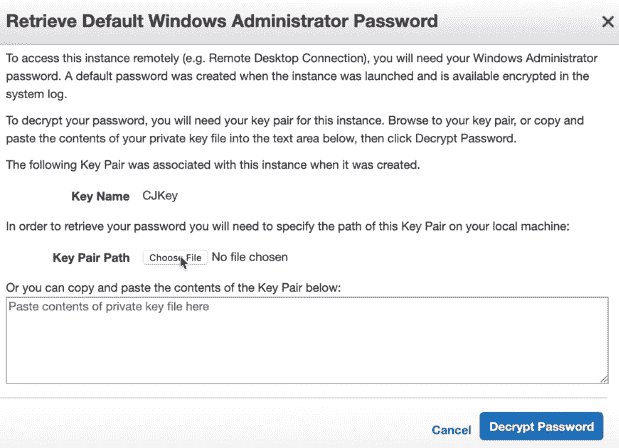 Retrieve Default Windows Administrator Password
To access this instance remotely (e.g. Remote Desktop Connection), you will need your Windows Administrator
password. A default password was created when the instance was launched and is available encrypted in the
system log.
To decrypt your password, you will need your key pair for this instance. Browse to your key pair, or copy and
paste the contents of your private key file into the text area below, then click Decrypt Password.
The following Key Pair was associated with this instance when it was created.
Key Name CJKey
In order to retrieve your password you will need to specify the path of this Key Pair on your local machine:
Key Pair Path Choose File No file chosen
Or you can copy and paste the contents of the Key Pair below:
Paste contents of private key file here
Cancel Decrypt Password